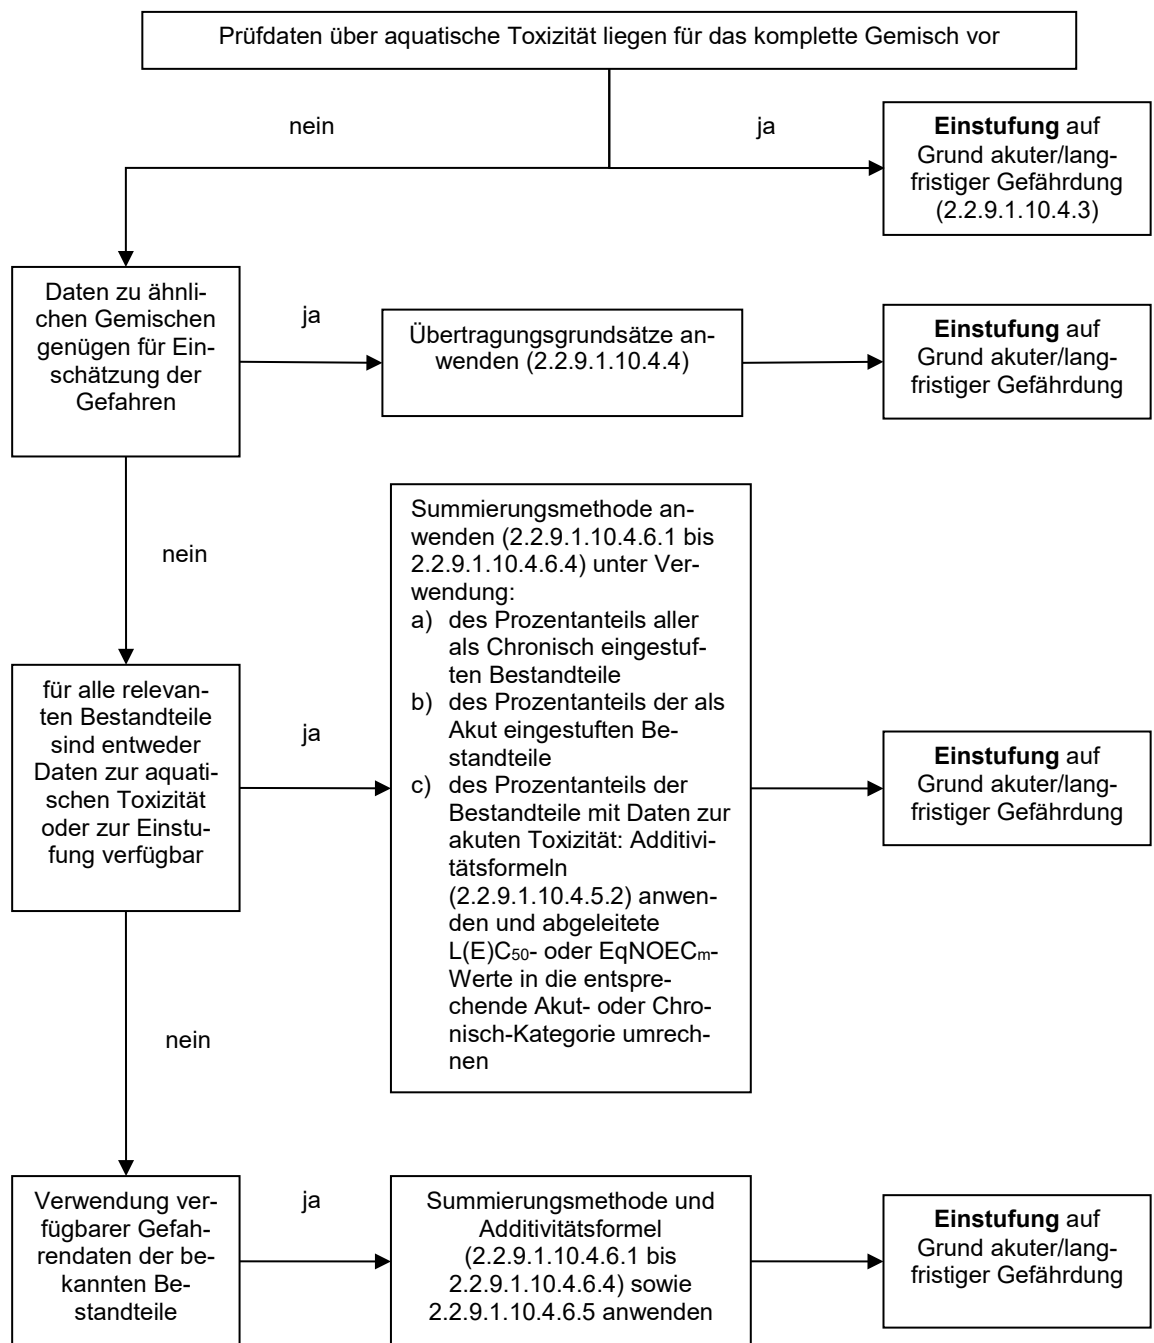 Prüfdaten über aquatische Toxizität liegen für das komplette Gemisch vor
nein
ja
Einstufung auf
Grund akuter/lang-
fristiger Gefährdung
(2.2.9.1.10.4.3)
Daten zu ähnli-
chen Gemischen
genügen für Ein-
schätzung der
Gefahren
ja
Übertragungsgrundsätze an-
wenden (2.2.9.1.10.4.4)
Einstufung auf
Grund akuter/lang-
fristiger Gefährdung
nein
für alle relevan-
ten Bestandteile
sind entweder
Daten zur aquati-
schen Toxizität
oder zur Einstu-
fung verfügbar
ja
Summierungsmethode an-
wenden (2.2.9.1.10.4.6.1 bis
2.2.9.1.10.4.6.4) unter Ver-
wendung:
a) des Prozentanteils aller
als Chronisch eingestuf-
ten Bestandteile
b) des Prozentanteils der als
Akut eingestuften Be-
standteile
c) des Prozentanteils der
Bestandteile mit Daten zur
akuten Toxizität: Additivi-
tätsformeln
(2.2.9.1.10.4.5.2) anwen-
den und abgeleitete
L(E)C50- oder EqNOECm-
Werte in die entspre-
chende Akut- oder Chro-
nisch-Kategorie umrech-
nen
Einstufung auf
Grund akuter/lang-
fristiger Gefährdung
nein
Verwendung ver-
fügbarer Gefah-
rendaten der be-
kannten Be-
standteile
ja
Summierungsmethode und
Additivitätsformel
(2.2.9.1.10.4.6.1 bis
2.2.9.1.10.4.6.4) sowie
2.2.9.1.10.4.6.5 anwenden
Einstufung auf
Grund akuter/lang-
fristiger Gefährdung